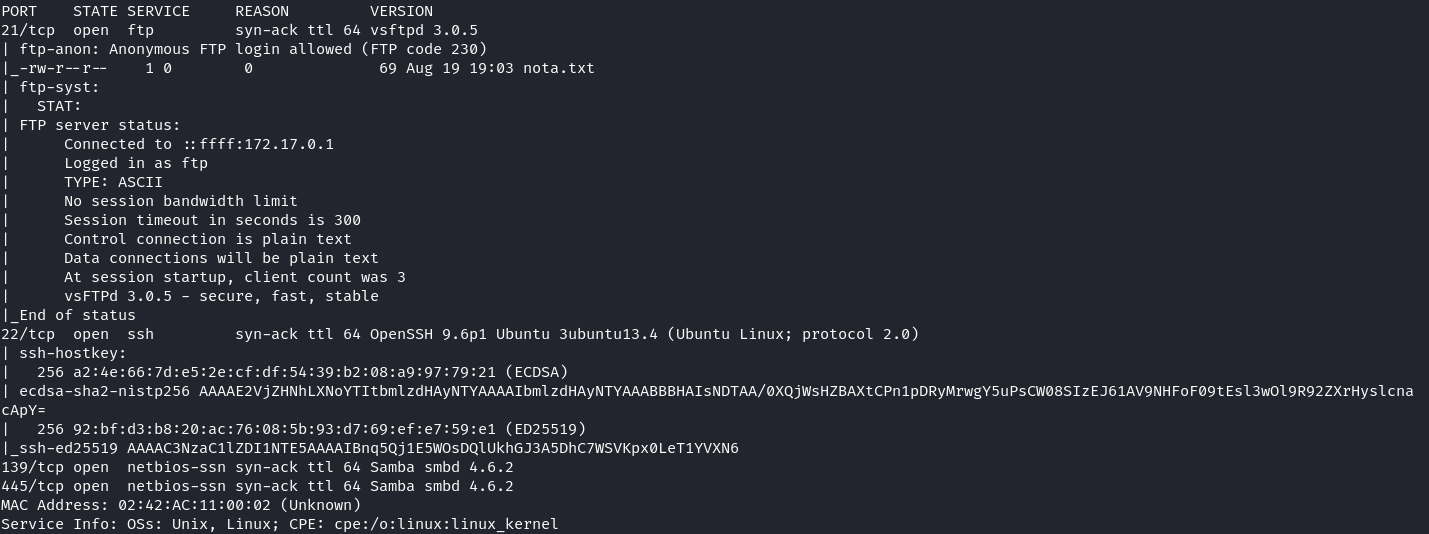 PORT    STATE SERVICE     REASON         VERSION
21/tcp  open  ftp         syn-ack ttl 64 vsftpd 3.0.5
| ftp-anon: Anonymous FTP login allowed (FTP code 230)
|_-rw-r--r--    1 0        0              69 Aug 19 19:03 nota.txt
| ftp-syst:
|   STAT:
| FTP server status:
|      Connected to ::ffff:172.17.0.1
|      Logged in as ftp
|      TYPE: ASCII
|      No session bandwidth limit
|      Session timeout in seconds is 300
|      Control connection is plain text
|      Data connections will be plain text
|      At session startup, client count was 3
|      vsFTPd 3.0.5 - secure, fast, stable
|_End of status
22/tcp  open  ssh         syn-ack ttl 64 OpenSSH 9.6p1 Ubuntu 3ubuntu13.4 (Ubuntu Linux; protocol 2.0)
| ssh-hostkey:
|   256 a2:4e:66:7d:e5:2e:cf:df:54:39:b2:08:a9:97:79:21 (ECDSA)
| ecdsa-sha2-nistp256 AAAAE2VjZHNhLXNoYTItbmlzdHAyNTYAAAAIbmlzdHAyNTYAAABBBHAIsNDTAA/0XQjWsHZBAXtCPn1pDRyMrwgY5uPsCW08SIzEJ61AV9NHFoF09tEsl3wOl9R92ZXrHyslcna
cApY=
|   256 92:bf:d3:b8:20:ac:76:08:5b:93:d7:69:ef:e7:59:e1 (ED25519)
|_ssh-ed25519 AAAAC3NzaC1lZDI1NTE5AAAAIBnq5Qj1E5WOsDQlUkhGJ3A5DhC7WSVKpx0LeT1YVXN6
139/tcp open  netbios-ssn syn-ack ttl 64 Samba smbd 4.6.2
445/tcp open  netbios-ssn syn-ack ttl 64 Samba smbd 4.6.2
MAC Address: 02:42:AC:11:00:02 (Unknown)
Service Info: OSs: Unix, Linux; CPE: cpe:/o:linux:linux_kernel